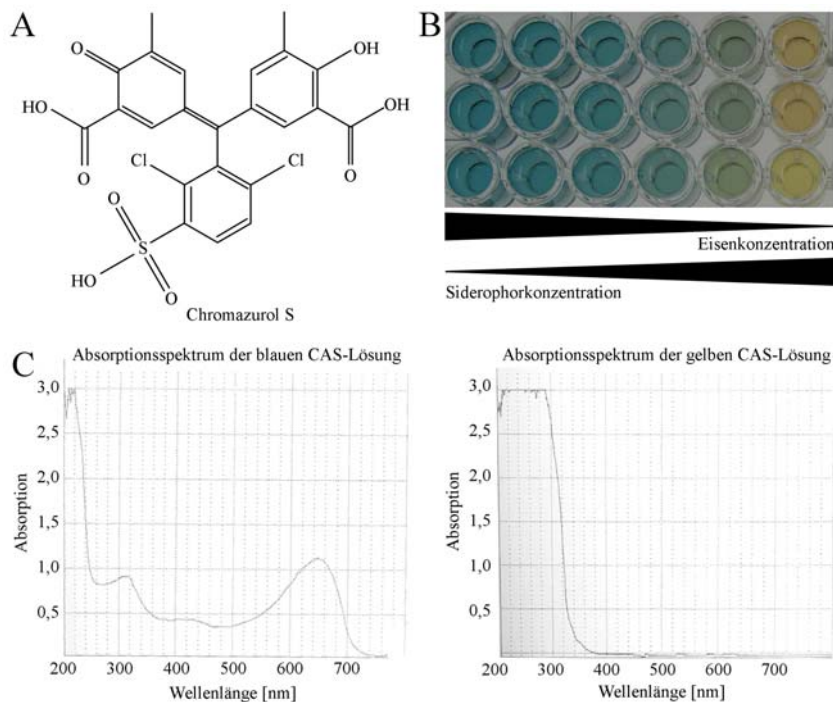 A
O
OH
HO
O
OH
O
Cl
Cl
O
S
HO
O
Chromazurol S
B
Eisenkonzentration
Siderophorkonzentration
C
Absorptionsspektrum der blauen CAS-Lösung
3,0
2,5
2,0
1,5
1,0
0,5
Absorption
200 300 400 500 600 700
Wellenlänge [nm]
Absorptionsspektrum der gelben CAS-Lösung
3,0
2,5
2,0
1,5
1,0
0,5
Absorption
200 300 400 500 600 700
Wellenlänge [nm]